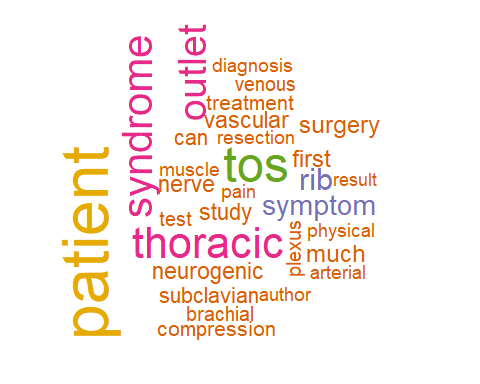 diagnosis
venous
treatment
vascular
surgery
can
resection
outlet
syndrome
patient
tos
first
muscle
nerve
pain
rib
result
test
study
symptom
thoracic
plexus
physical
much
neurogenic
arterial
subclavian
author
brachial
compression